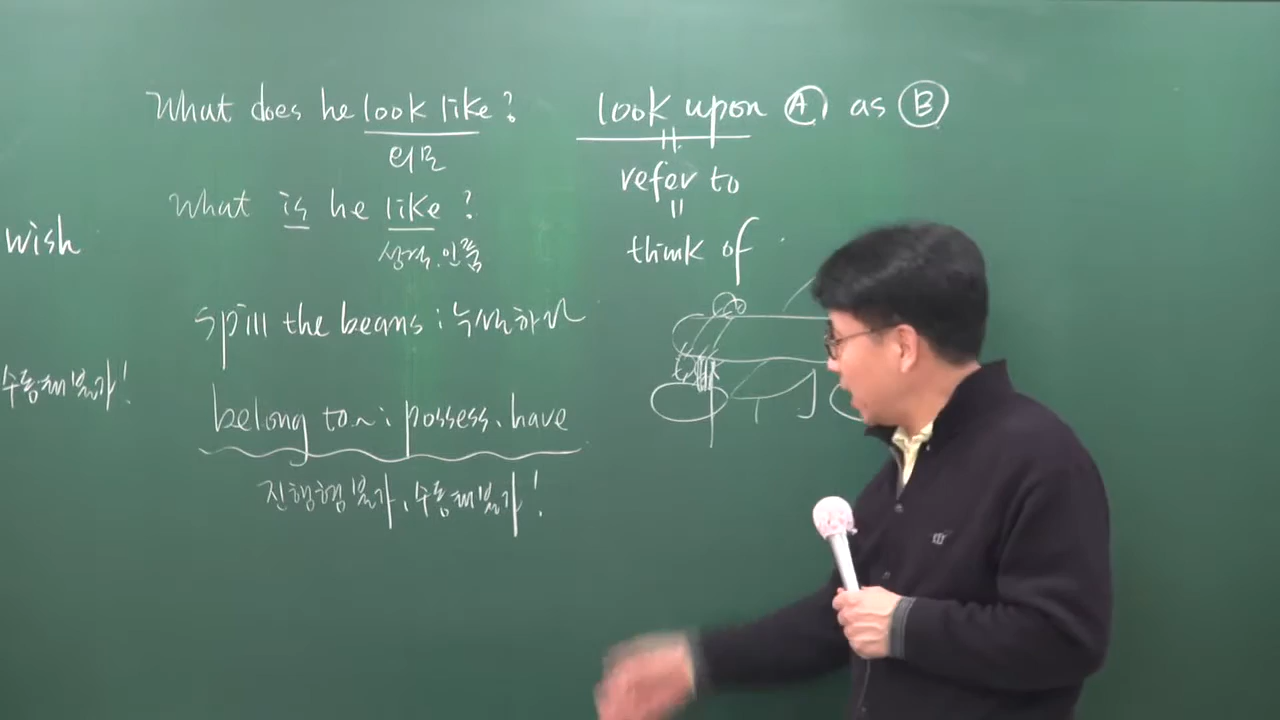 What does he look like?
외모
What is he like?
성격.인품
wish
spill the beans : 누설하다
수동태불가!
belong to~ : possess. have
진행형불가, 수동태불가!
look upon Ⓐ as Ⓑ
||
refer to
||
think of